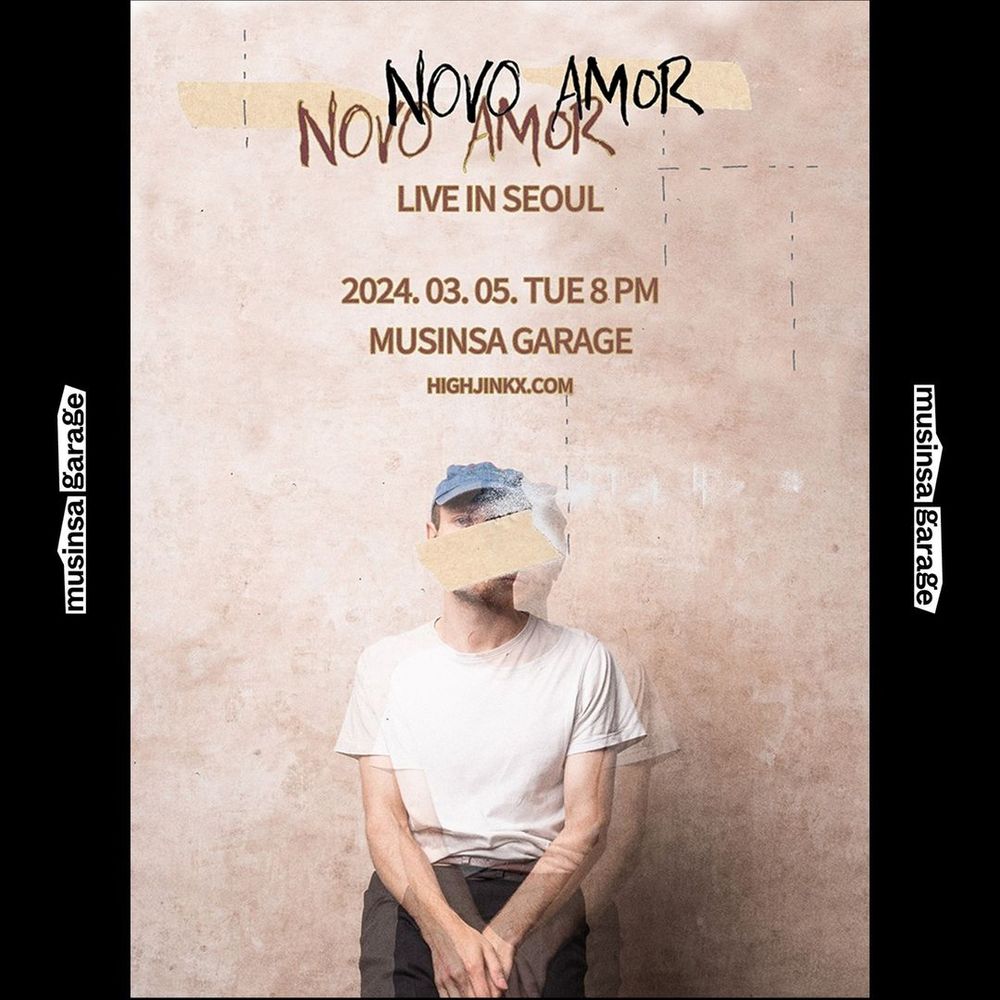 NOVO AMOR
NOVO AMOR
LIVE IN SEOUL
2024. 03. 05. TUE 8 PM
MUSINSA GARAGE
HIGHJINKX.COM
musinsa garage
musinsa garage